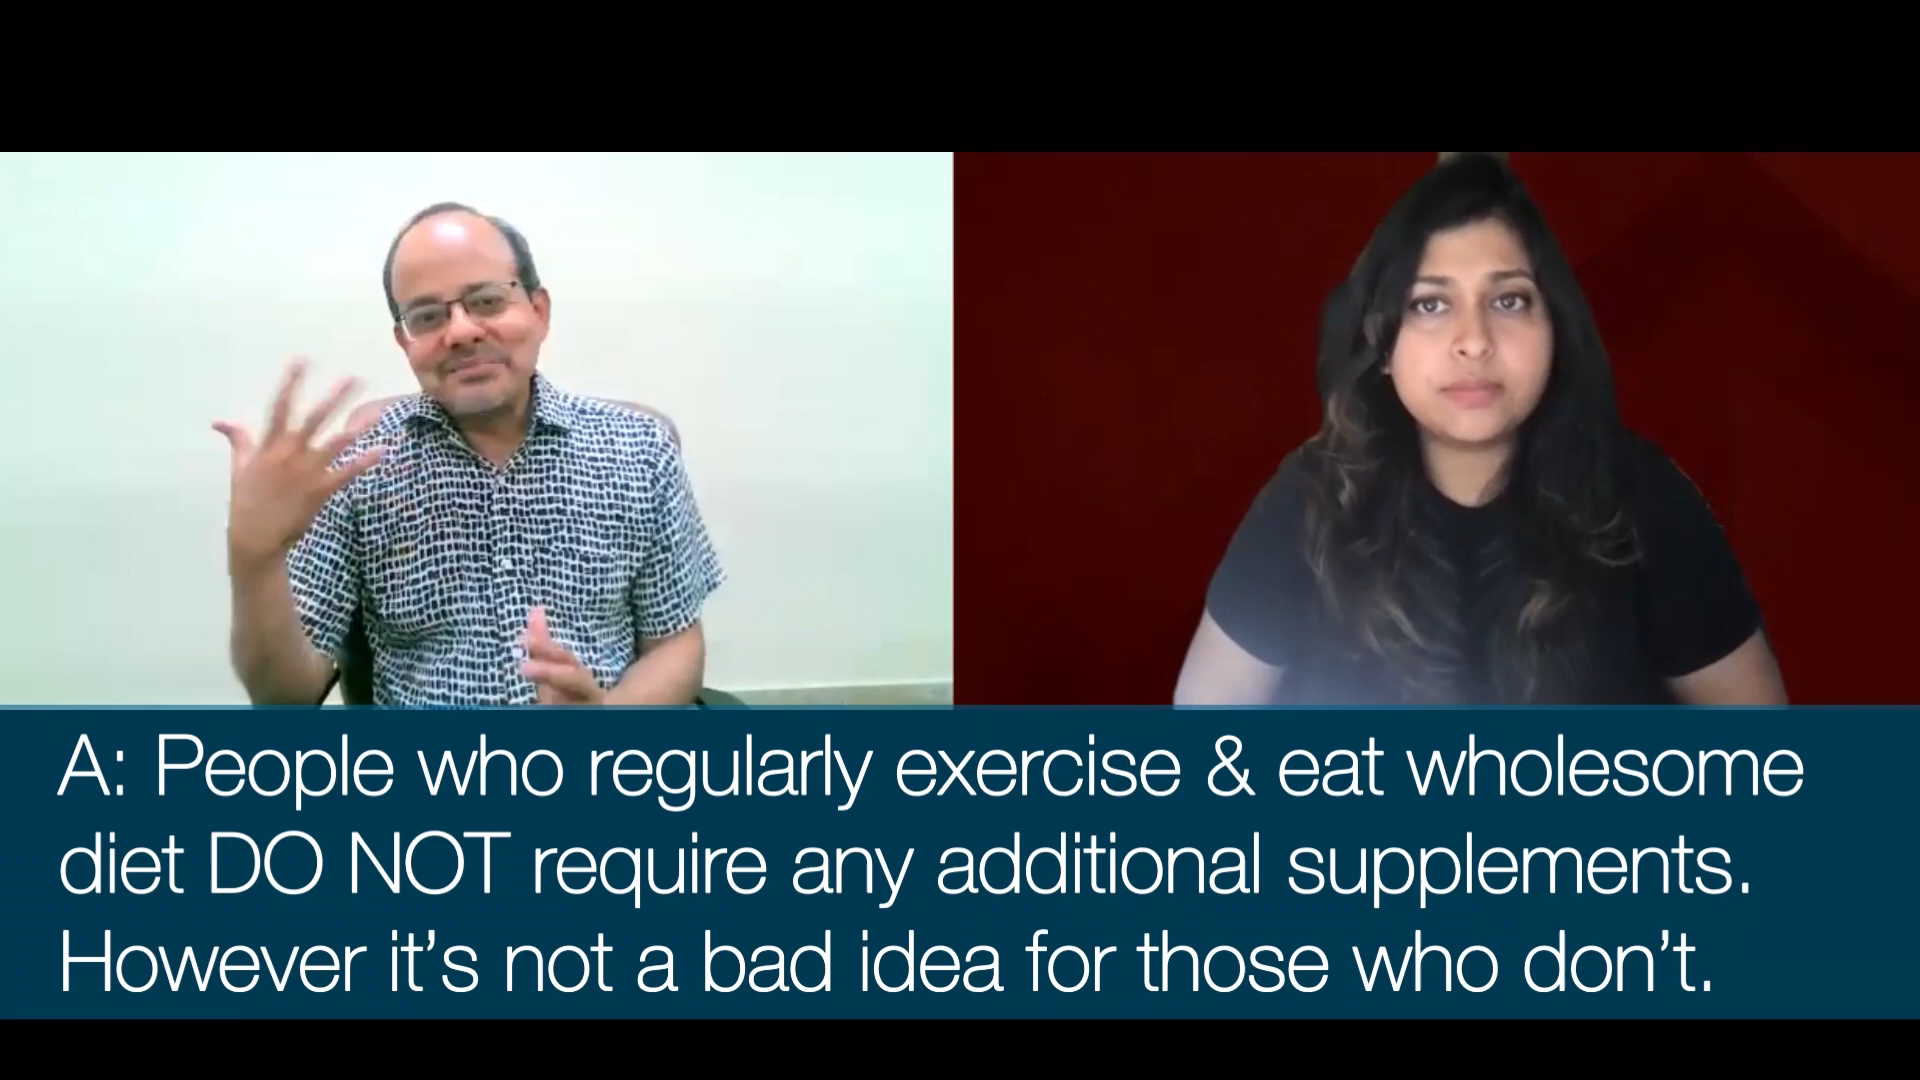 A: People who regularly exercise & eat wholesome
diet DO NOT require any additional supplements.
However it’s not a bad idea for those who don’t.